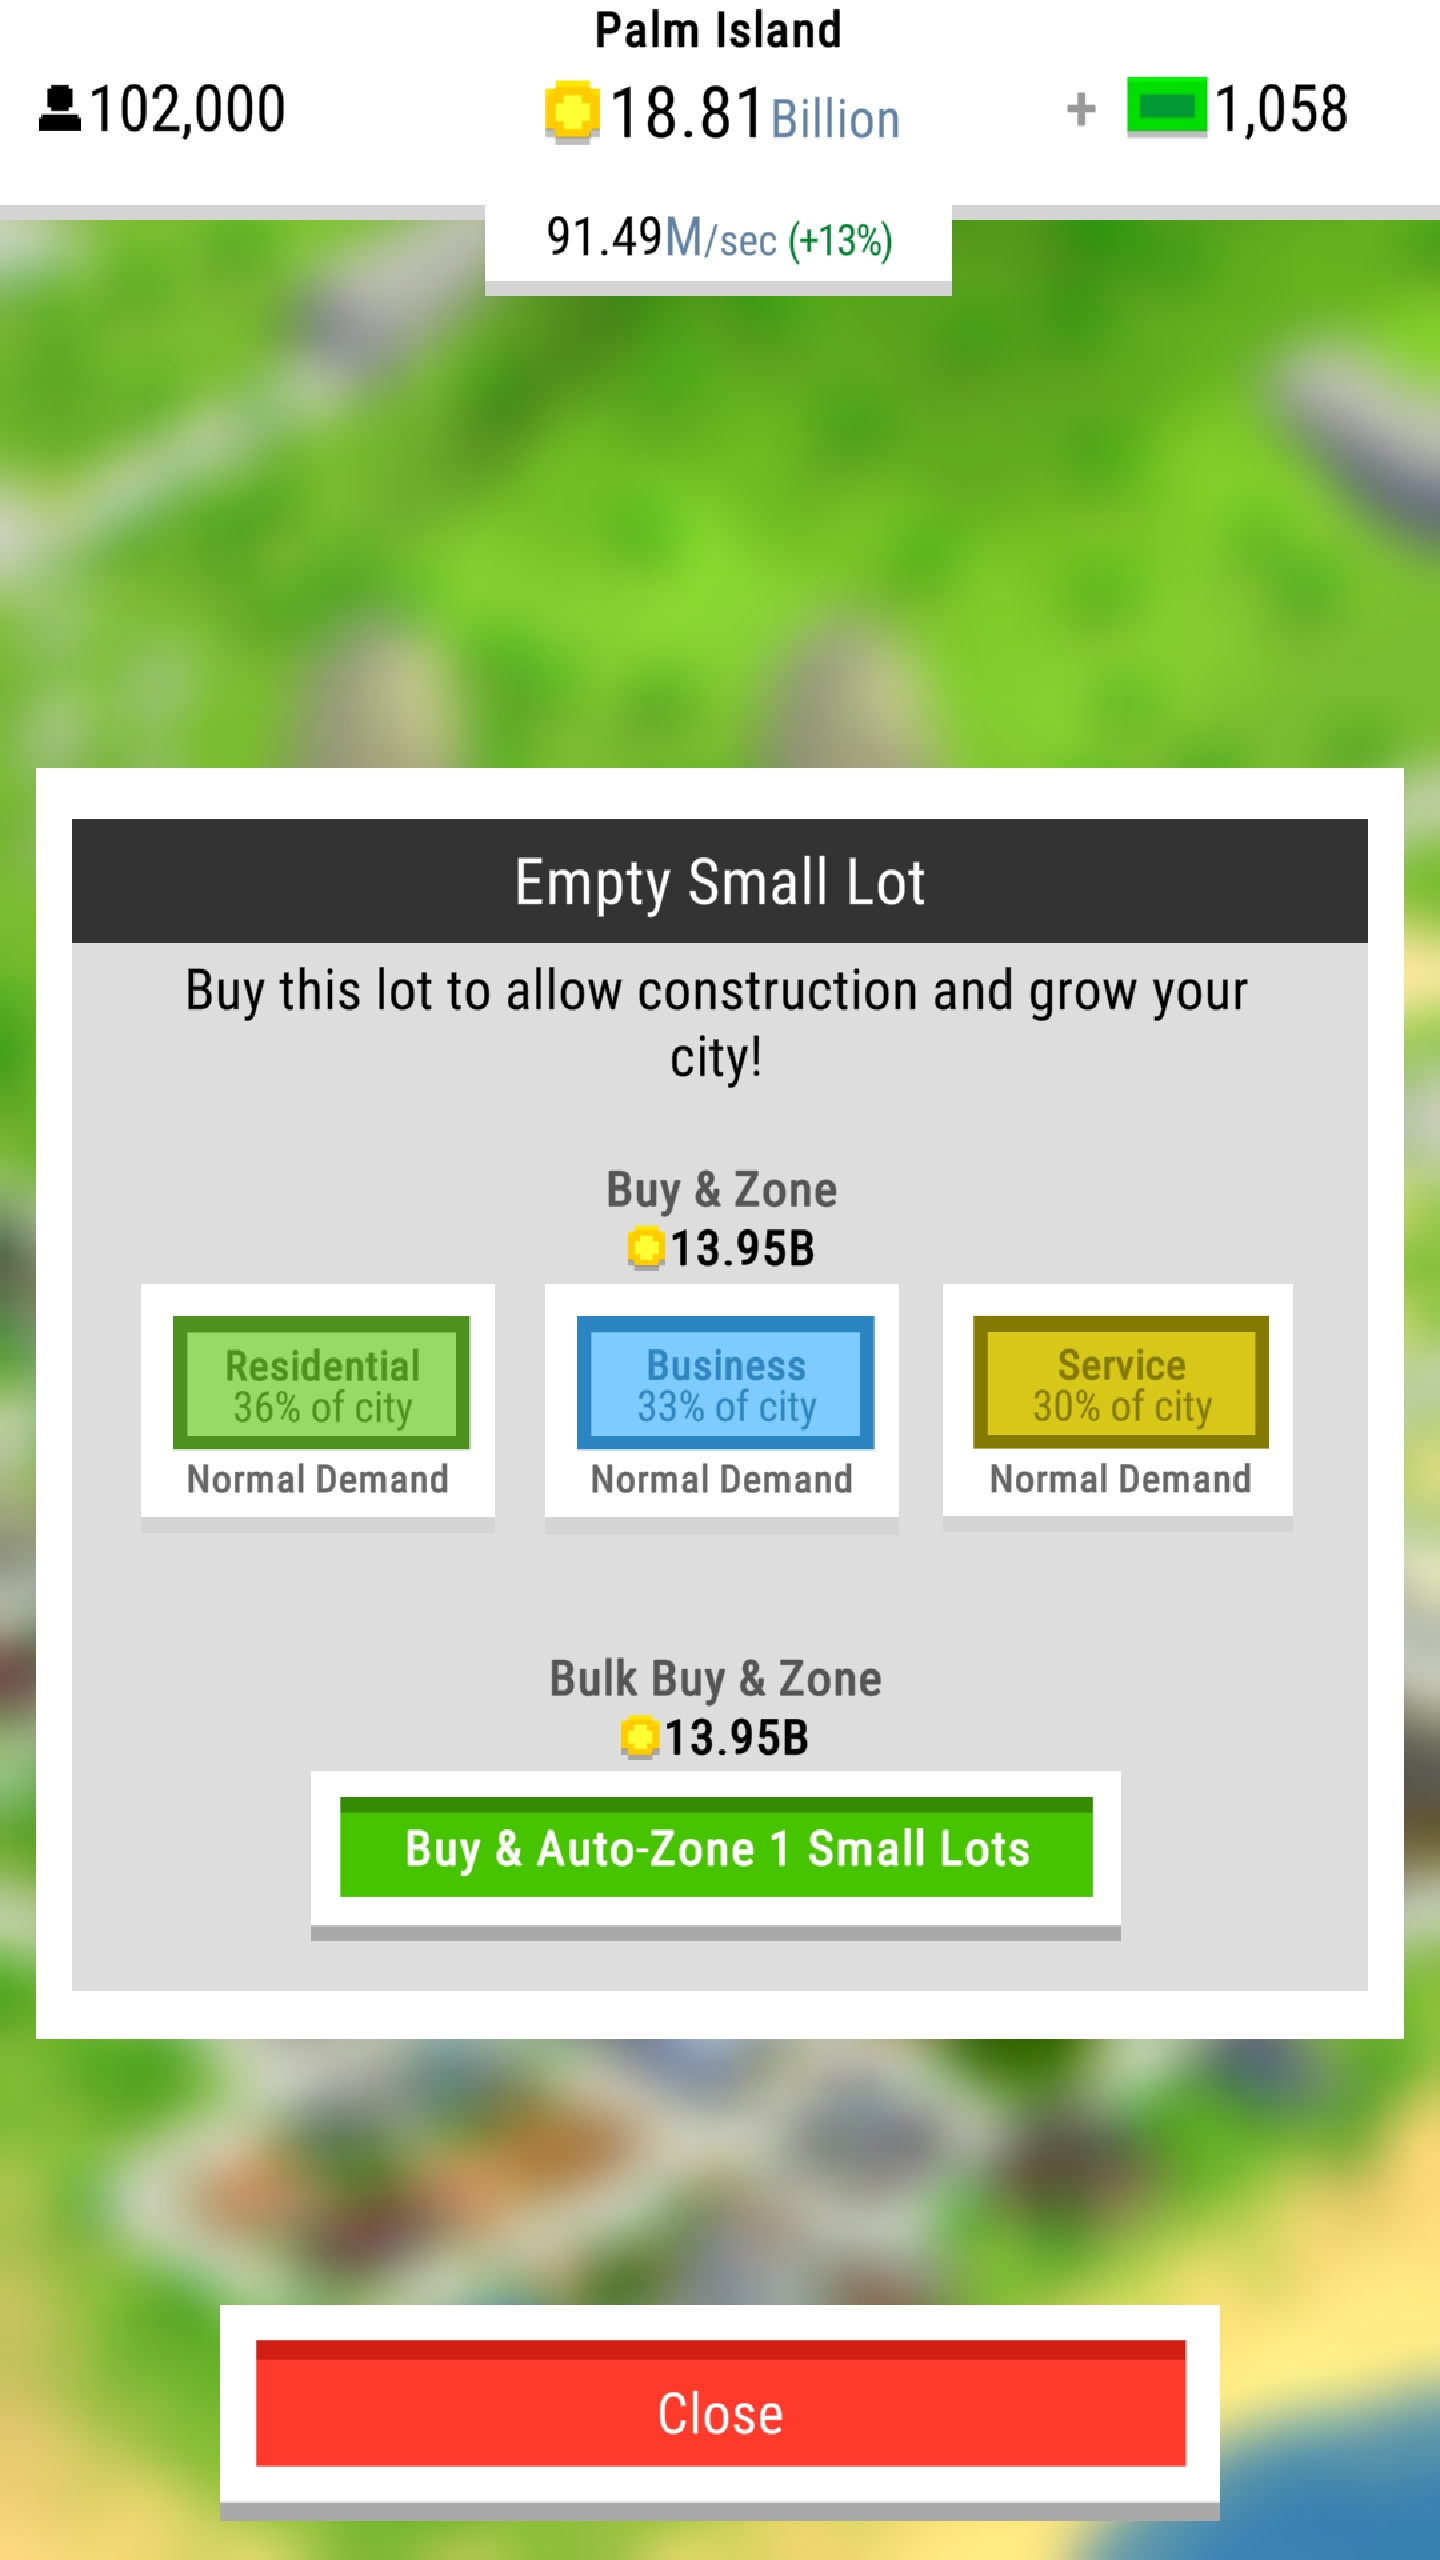 Palm Island
102,000
18.81 Billion
+ 1,058
91.49M/sec (+13%)
Empty Small Lot
Buy this lot to allow construction and grow your
city!
Buy & Zone
13.95B
Residential
36% of city
Normal Demand
Business
33% of city
Normal Demand
Service
30% of city
Normal Demand
Bulk Buy & Zone
13.95B
Buy & Auto-Zone 1 Small Lots
Close